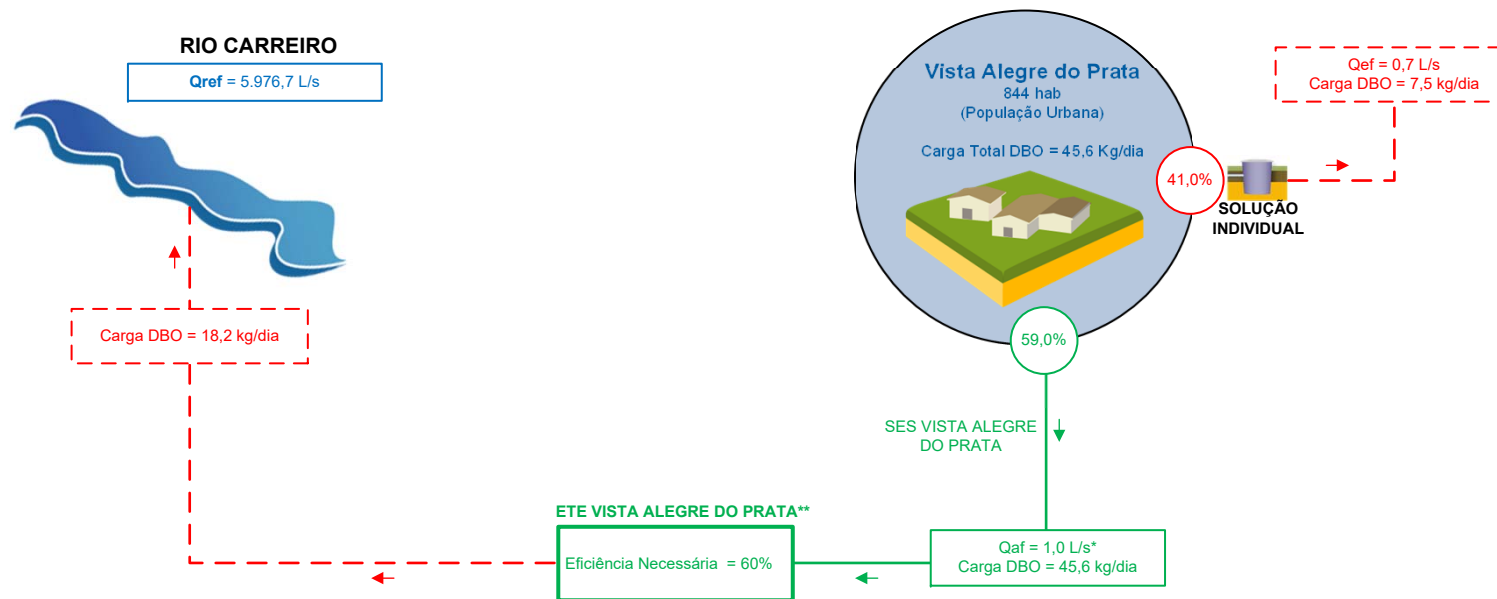 RIO CARREIRO
Qref = 5.976,7 L/s
Vista Alegre do Prata
844 hab
(População Urbana)
Carga Total DBO = 45,6 Kg/dia
Qef = 0,7 L/s
Carga DBO = 7,5 kg/dia
41,0%
SOLUÇÃO
INDIVIDUAL
59,0%
Carga DBO = 18,2 kg/dia
SES VISTA ALEGRE
DO PRATA
ETE VISTA ALEGRE DO PRATA**
Eficiência Necessária = 60%
Qaf = 1,0 L/s*
Carga DBO = 45,6 kg/dia